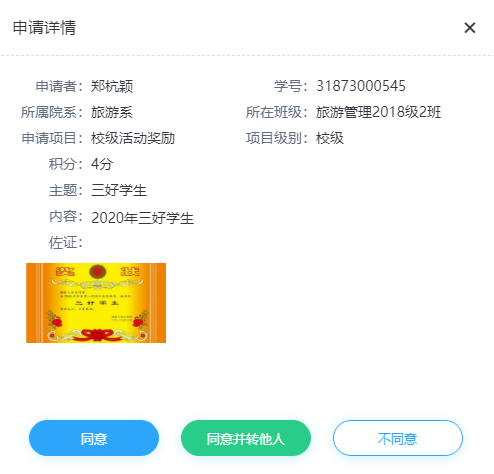 申请详情
申请者：郑杭颖 学号：31873000545
所属院系：旅游系 所在班级：旅游管理2018级2班
申请项目：校级活动奖励 项目级别：校级
积分：4分
主题：三好学生
内容：2020年三好学生
佐证：
奖 状
三好学生
同意 同意并转他人 不同意